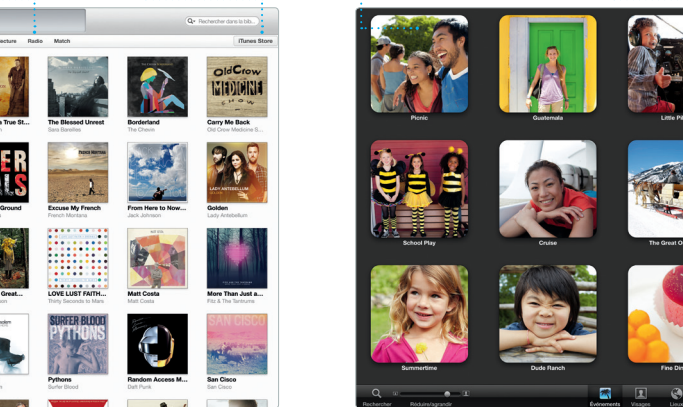 Rechercher dans la bib...
ecture Radio Match
iTunes Store
a True St...
The Blessed Unrest
Sara Bareilles
Borderland
The Chevin
Old Crow
MEDICINE
SHOW
Carry Me Back
Old Crow Medicine S...
Ground
French Montana
Excuse My French
French Montana
From Here to Now...
Jack Johnson
LADY ANTEBELLUM
Golden
Lady Antebellum
Great...
LOVE LUST FAITH...
Thirty Seconds to Mars
Matt Costa
Matt Costa
More Than Just a...
Fitz & The Tantrums
SURFER BLOOD
PYTHONS
Pythons
Surfer Blood
Random Access M...
Daft Punk
SAN CISCO
San Cisco
San Cisco
Picnic
Guatemala
Little Pi
School Play
Cruise
The Great O
Summertime
Dude Ranch
Fine Din
Rechercher
Réduire/agrandir
Événements
Visages
Lieux